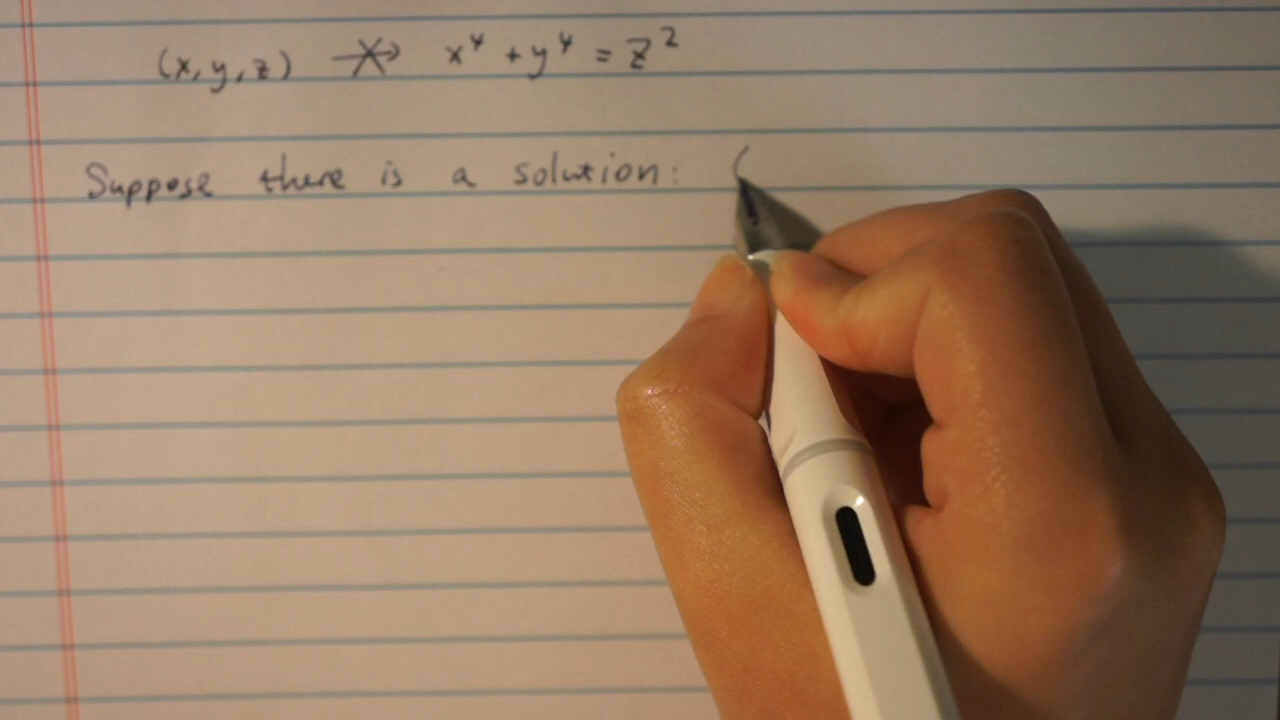 (x, y, z) ↛ x⁴ + y⁴ = z²
Suppose there is a solution: (